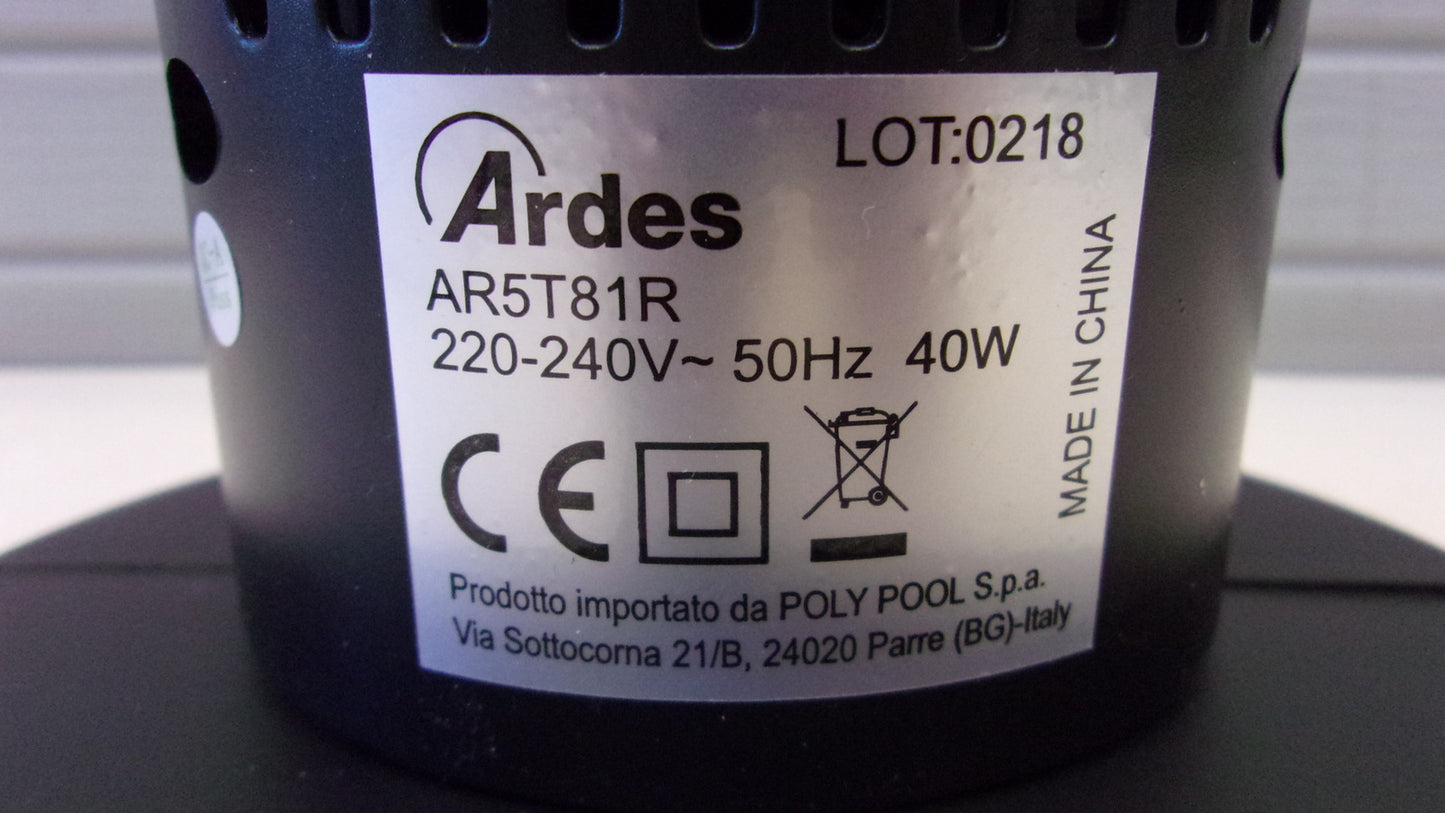 Ardes
LOT:0218
AR5T81R
220-240V~ 50Hz 40W
MADE IN CHINA
CE
Prodotto importato da POLY POOL S.p.a.
Via Sottocorna 21/B, 24020 Parre (BG)-Italy